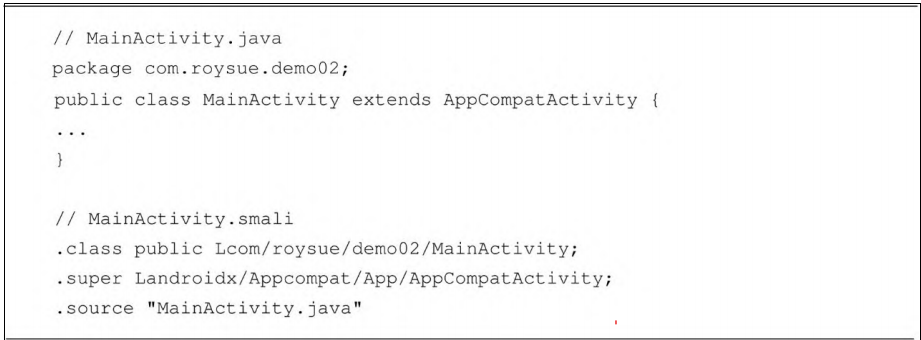 // MainActivity.java
package com.roysue.demo02;
public class MainActivity extends AppCompatActivity {
...
}
// MainActivity.smali
.class public Lcom/roysue/demo02/MainActivity;
.super Landroidx/Appcompat/App/AppCompatActivity;
.source "MainActivity.java"